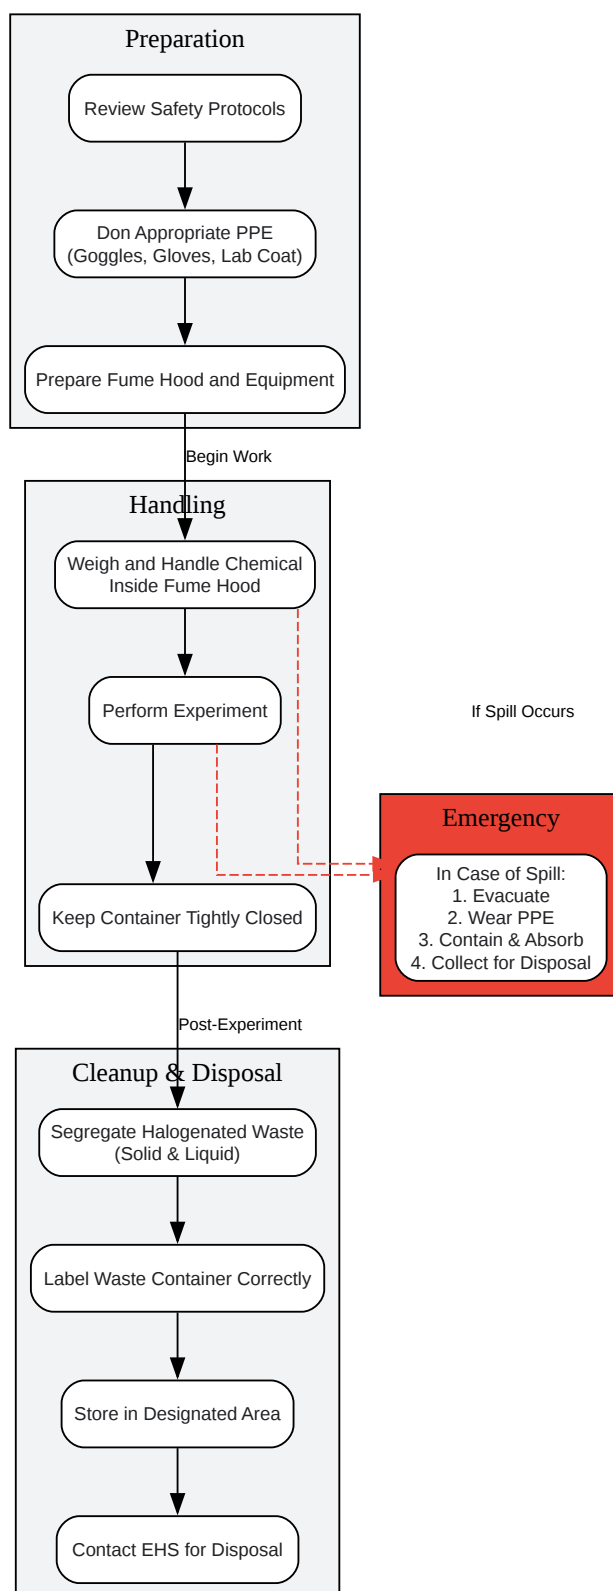 Preparation
Review Safety Protocols
Don Appropriate PPE
(Goggles, Gloves, Lab Coat)
Prepare Fume Hood and Equipment
Begin Work
Handling
Weigh and Handle Chemical
Inside Fume Hood
Perform Experiment
If Spill Occurs
Emergency
In Case of Spill:
1. Evacuate
2. Wear PPE
3. Contain & Absorb
4. Collect for Disposal
Keep Container Tightly Closed
Post-Experiment
Cleanup & Disposal
Segregate Halogenated Waste
(Solid & Liquid)
Label Waste Container Correctly
Store in Designated Area
Contact EHS for Disposal